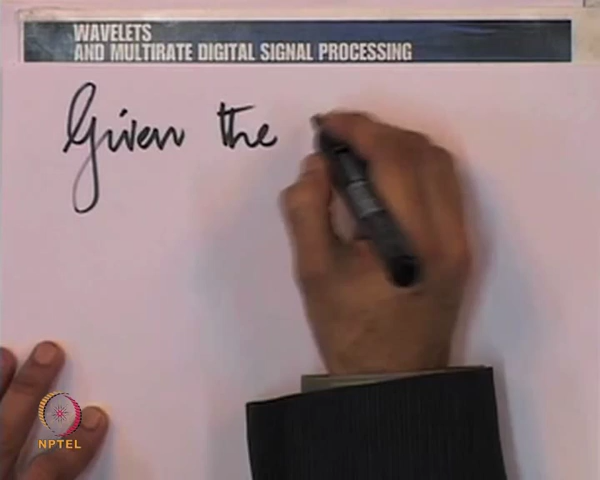 WAVELETS
AND MULTIRATE DIGITAL SIGNAL PROCESSING
Given the
NPTEL